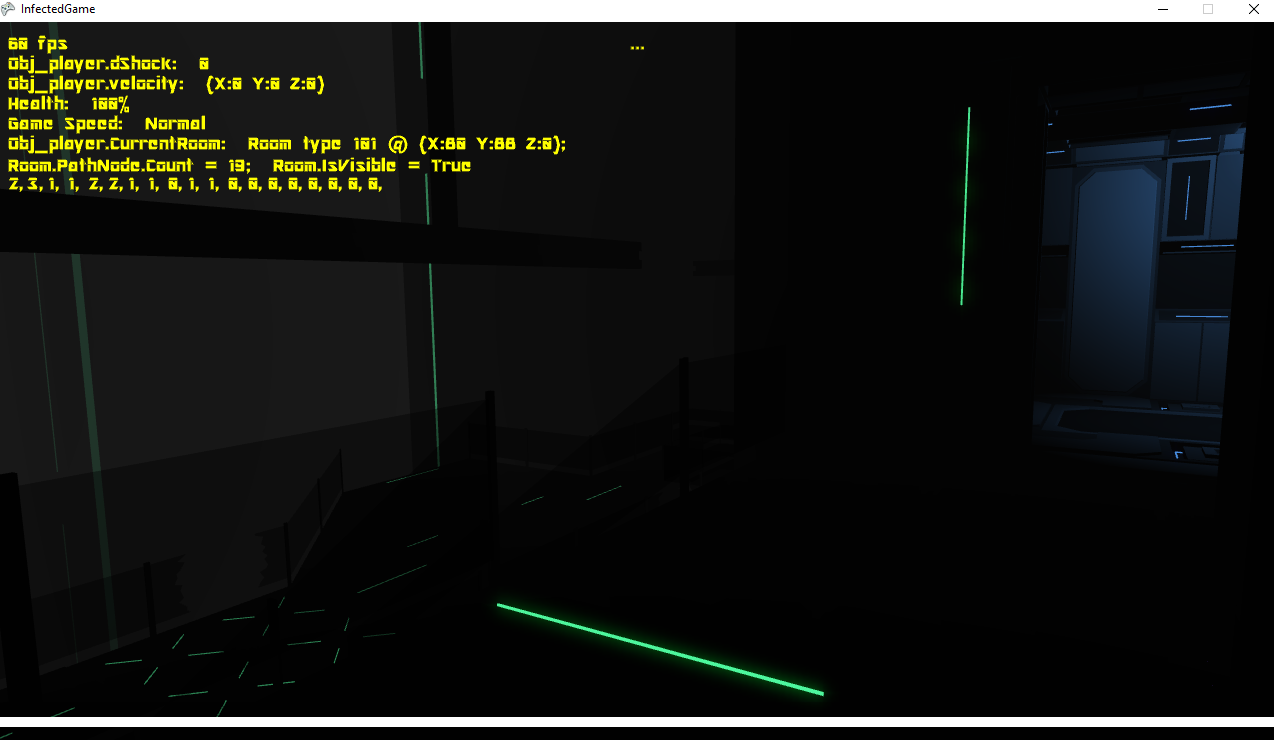 InfectedGame
60 fps
...
Obj_player.dShock: 0
Obj_player.velocity: (X:0 Y:0 Z:0)
Health: 100%
Game Speed: Normal
Obj_player.CurrentRoom: Room type 101 @ (X:80 Y:88 Z:0);
Room.PathNode.Count = 19; Room.IsVisible = True
2,3,1, 1, 2,2,1, 1, 0,1, 1, 0,0,0,0,0,0,0,0,